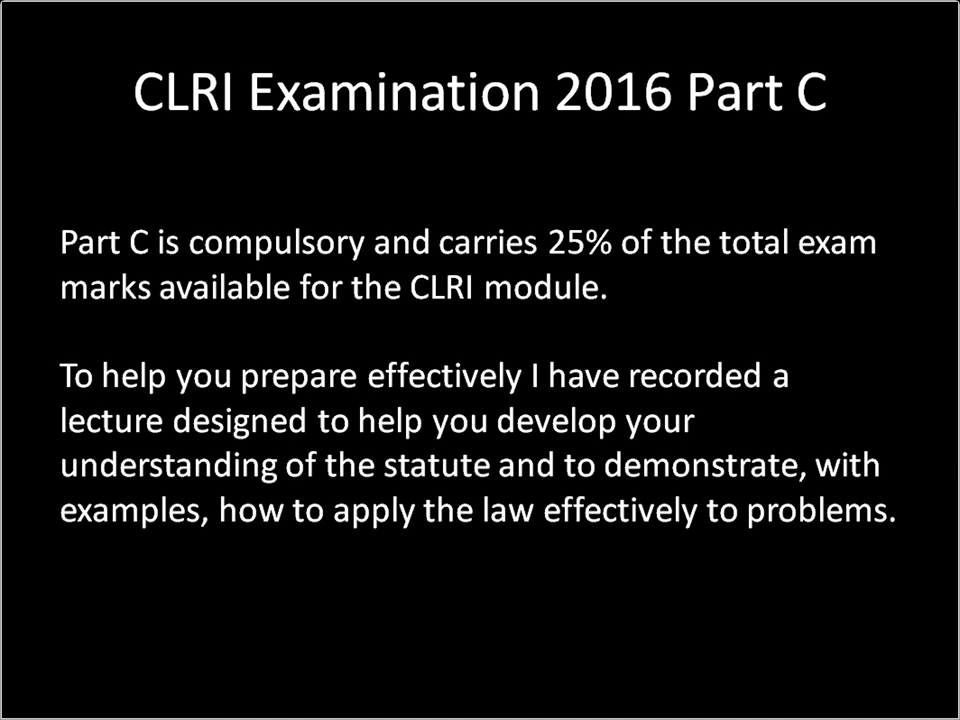 CLRI Examination 2016 Part C
Part C is compulsory and carries 25% of the total exam
marks available for the CLRI module.
To help you prepare effectively I have recorded a
lecture designed to help you develop your
understanding of the statute and to demonstrate, with
examples, how to apply the law effectively to problems.